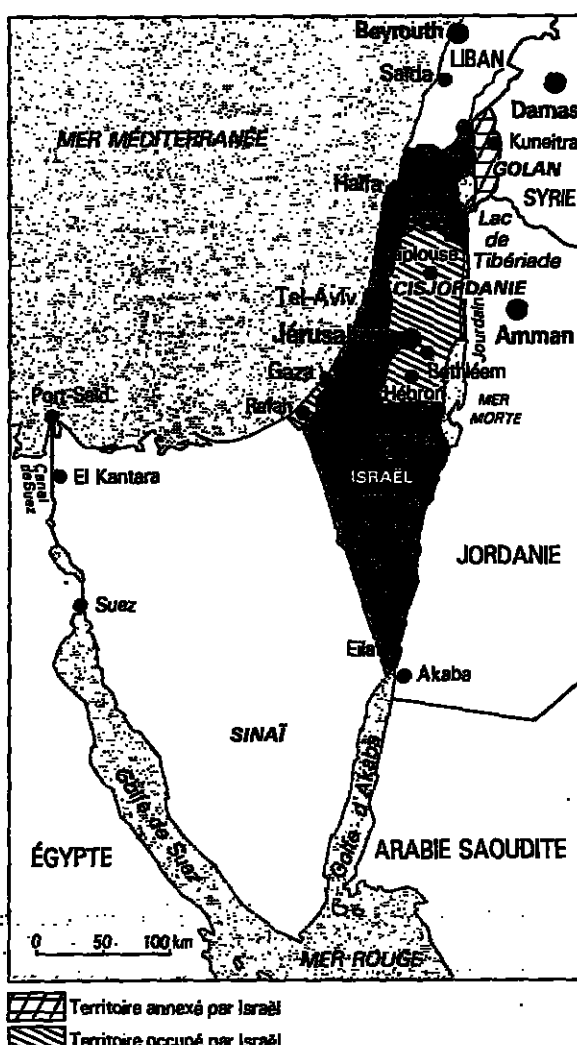 Beyrouth
LIBAN
Saïda
Damas
MER MÉDITERRANÉE
Kuneitra
GOLAN
Haïfa
SYRIE
Lac
de
Tibériade
CISJORDANIE
Tel-Aviv
Jourdain
Amman
Bethléem
Gaza
Hébron
MER
MORTE
Port-Saïd
Rafah
Canal
de Suez
El Kantara
ISRAËL
JORDANIE
Suez
Akaba
SINAÏ
Golfe de Suez
Golfe d'Akaba
ÉGYPTE
ARABIE SAOUDITE
0 50 100 km
MER ROUGE
Territoire annexé par Israël
Territoire occupé par Israël